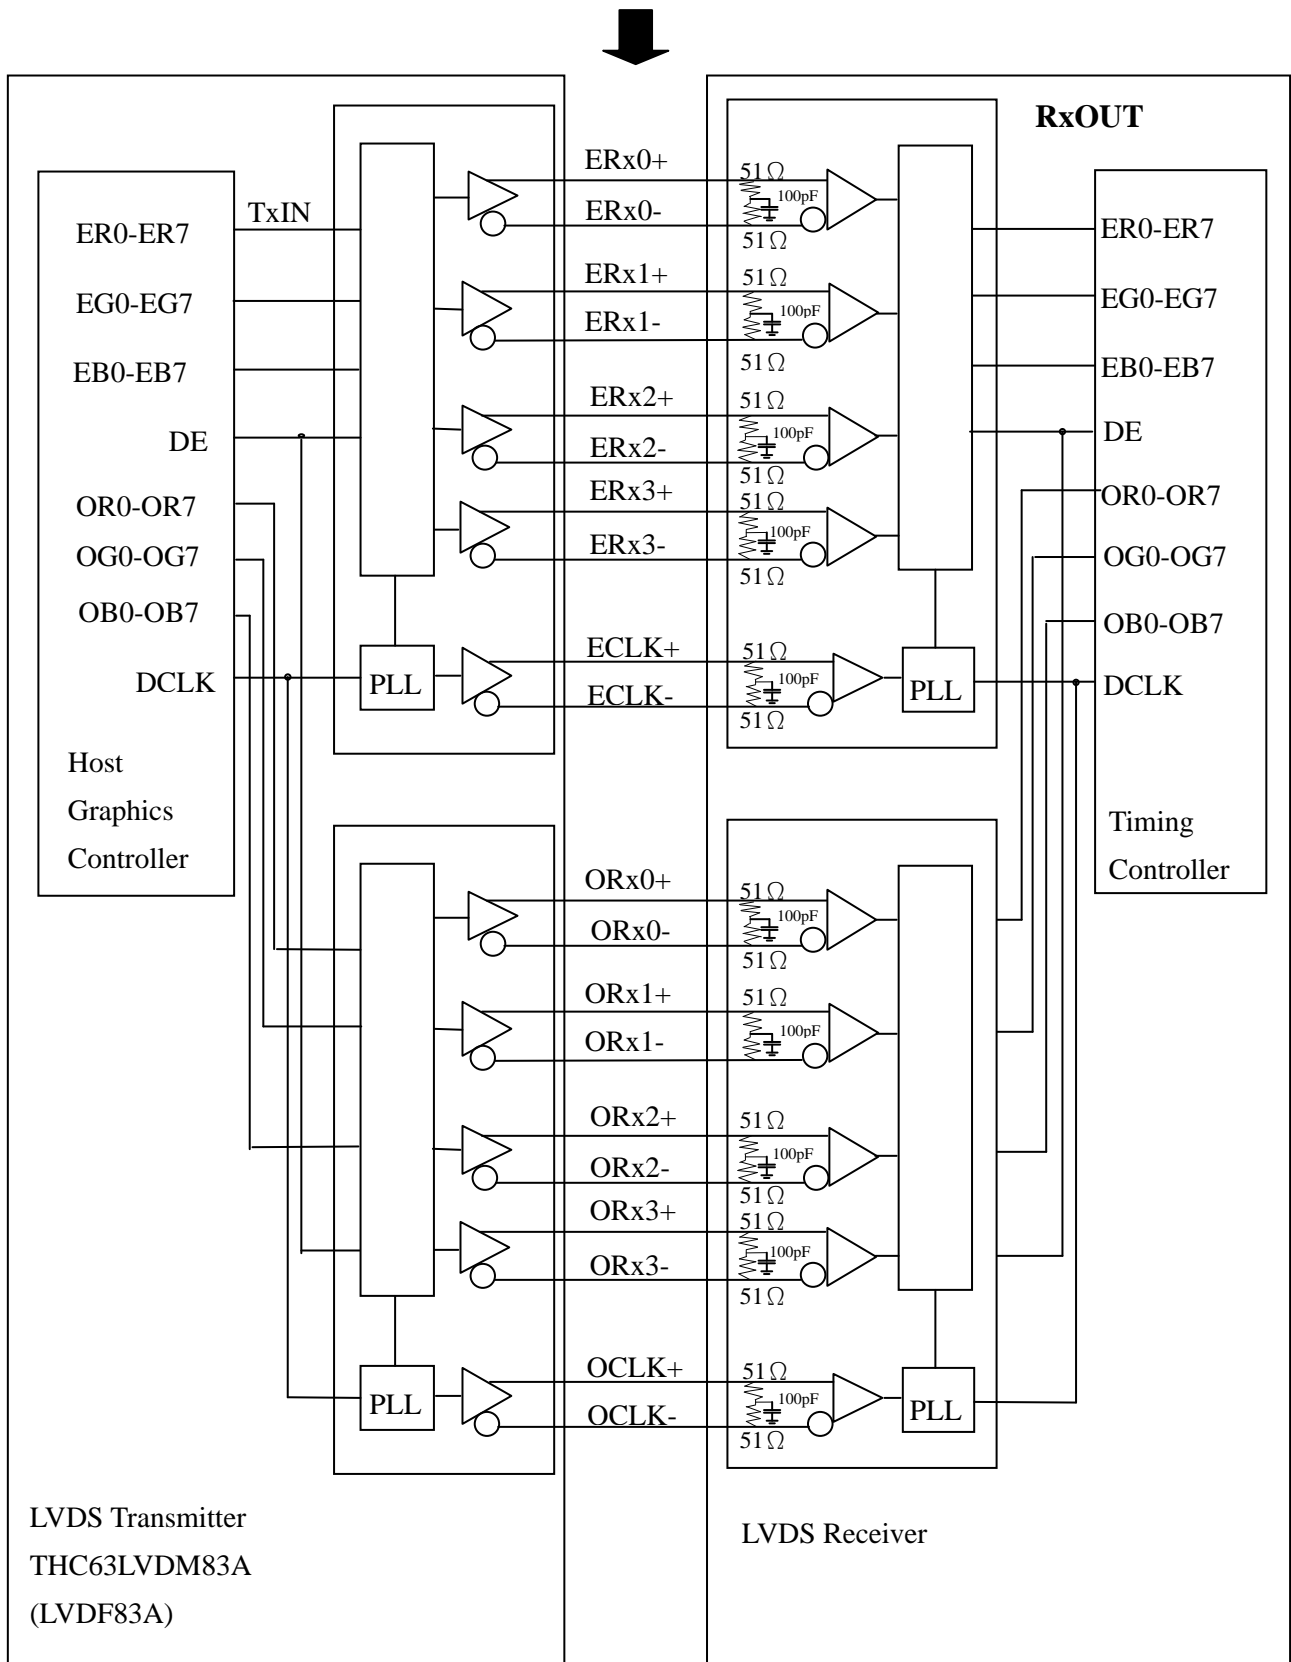 RxOUT
ERx0+
51Ω
100pF
TxIN
ERx0-
ER0-ER7
51Ω
ER0-ER7
ERx1+
51Ω
EG0-EG7
100pF
EG0-EG7
ERx1-
51Ω
EB0-EB7
EB0-EB7
ERx2+
51Ω
100pF
DE
ERx2-
DE
51Ω
ERx3+
51Ω
OR0-OR7
OR0-OR7
100pF
OG0-OG7
ERx3-
OG0-OG7
51Ω
OB0-OB7
OB0-OB7
ECLK+
51Ω
100pF
DCLK
PLL
ECLK-
PLL
DCLK
51Ω
Host
Graphics
Controller
Timing
Controller
ORx0+
51Ω
100pF
ORx0-
51Ω
ORx1+
51Ω
100pF
ORx1-
ORx2+
51Ω
100pF
ORx2-
51Ω
ORx3+
51Ω
100pF
ORx3-
51Ω
OCLK+
51Ω
100pF
PLL
OCLK-
PLL
51Ω
LVDS Transmitter
THC63LVDM83A
(LVDF83A)
LVDS Receiver